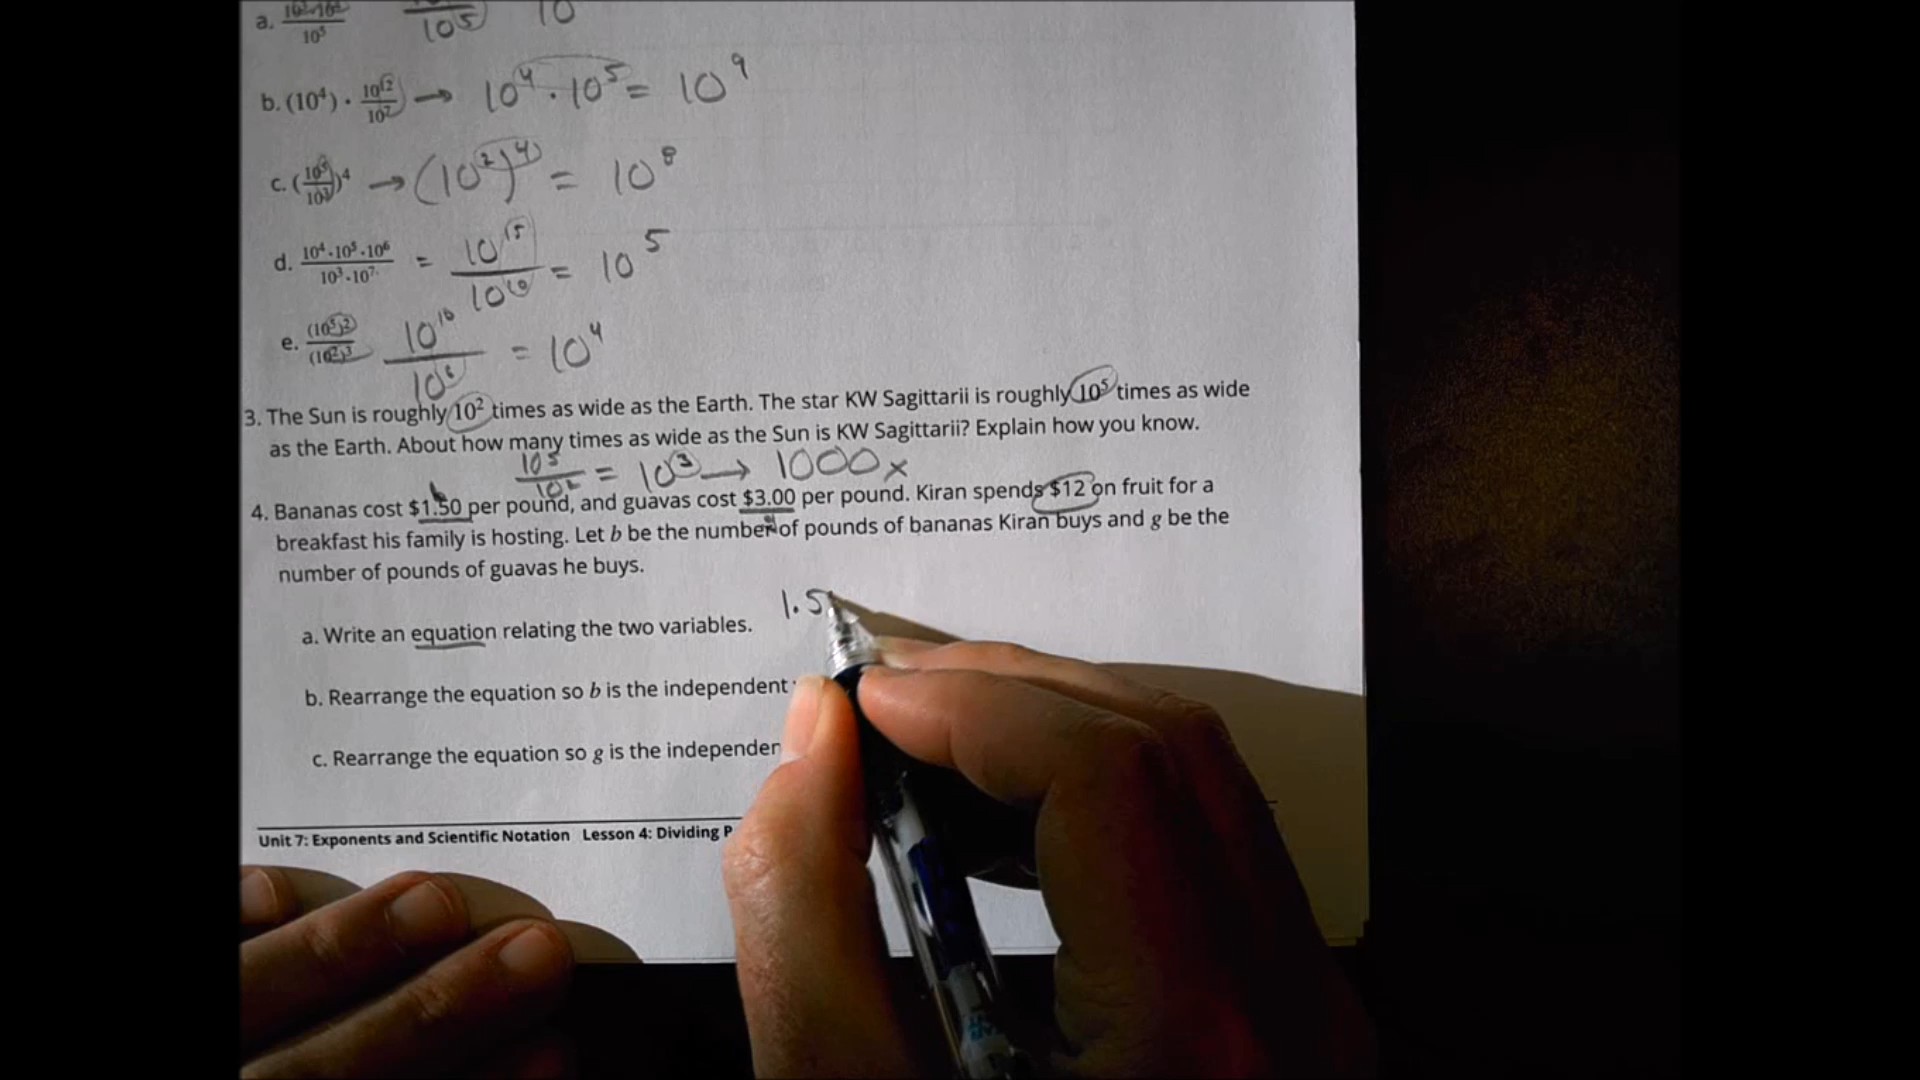 a. 10⁵ 10⁵ 10
b. (10⁴) · 10¹²/10⁷ → 10⁴ · 10⁵ = 10⁹
c. (10⁵/10³)⁴ → (10²)⁴ = 10⁸
d. 10⁴·10⁵·10⁶/10³·10⁷ = 10¹⁵/10¹⁰ = 10⁵
e. (10⁵)²/(10²)³ 10¹⁰/10⁶ = 10⁴
3. The Sun is roughly 10² times as wide as the Earth. The star KW Sagittarii is roughly 10⁵ times as wide
as the Earth. About how many times as wide as the Sun is KW Sagittarii? Explain how you know.
10⁵/10² = 10³ → 1000x
4. Bananas cost $1.50 per pound, and guavas cost $3.00 per pound. Kiran spends $12 on fruit for a
breakfast his family is hosting. Let b be the number of pounds of bananas Kiran buys and g be the
number of pounds of guavas he buys.
a. Write an equation relating the two variables. 1.5
b. Rearrange the equation so b is the independent
c. Rearrange the equation so g is the independen
Unit 7: Exponents and Scientific Notation Lesson 4: Dividing P